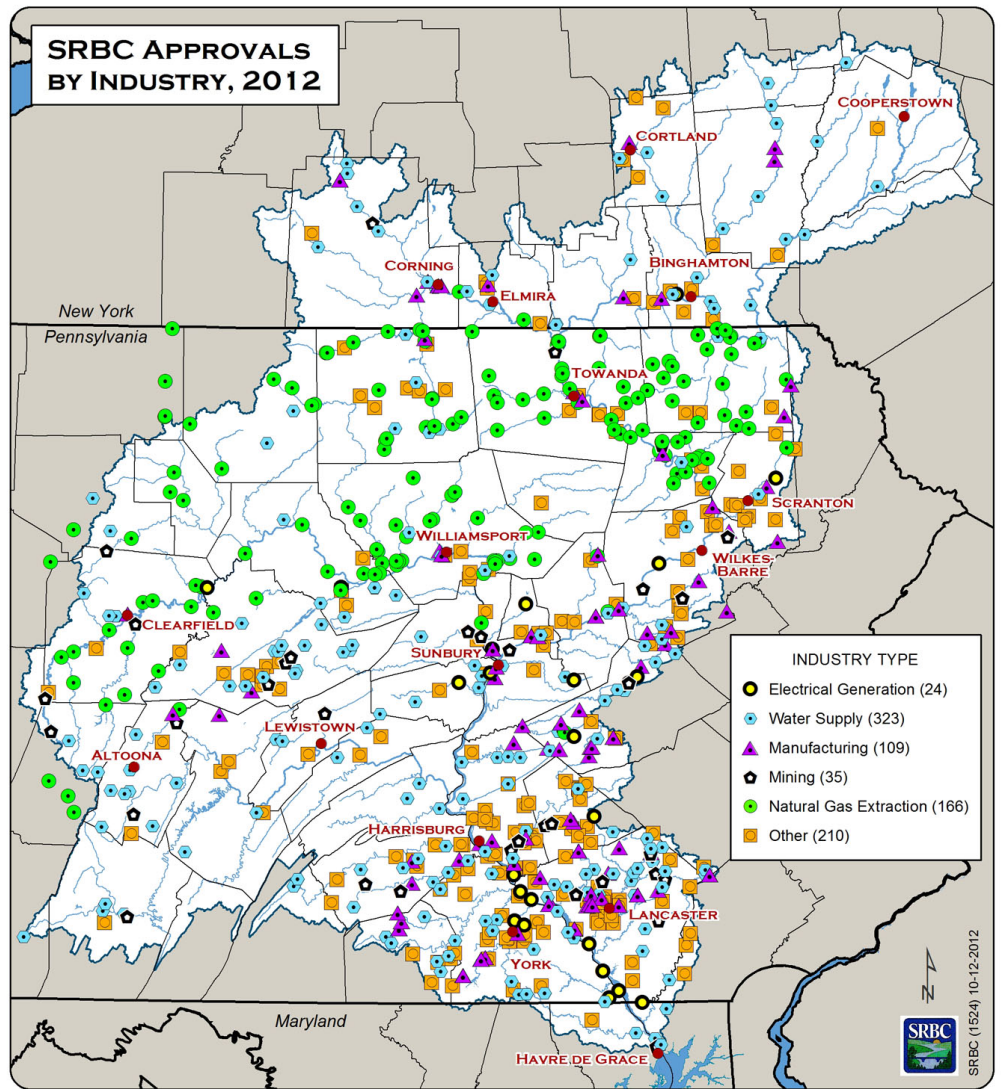 SRBC APPROVALS
BY INDUSTRY, 2012
COOPERSTOWN
CORTLAND
BINGHAMTON
CORNING
ELMIRA
New York
Pennsylvania
TOWANDA
SCRANTON
WILLIAMSPORT
WILKES-
BARRE
CLEARFIELD
SUNBURY
LEWISTOWN
ALTOONA
HARRISBURG
LANCASTER
YORK
Maryland
HAVRE DE GRACE
INDUSTRY TYPE
Electrical Generation (24)
Water Supply (323)
Manufacturing (109)
Mining (35)
Natural Gas Extraction (166)
Other (210)
N
SRBC
SRBC (1524) 10-12-2012